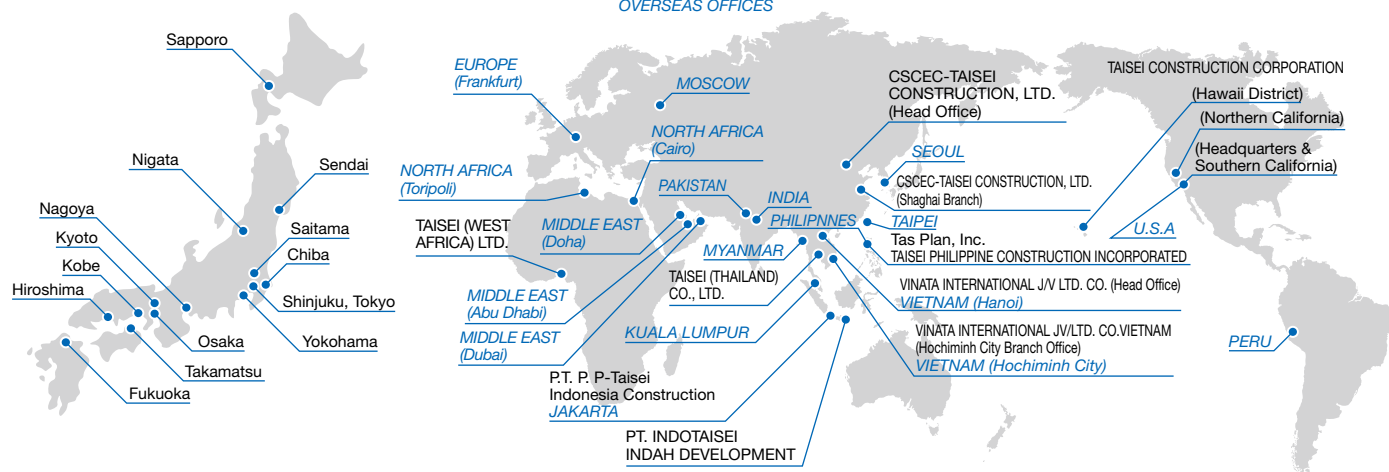 OVERSEAS OFFICES
Sapporo
Nigata
Sendai
Nagoya
Kyoto
Kobe
Hiroshima
Saitama
Chiba
Shinjuku, Tokyo
Yokohama
Osaka
Takamatsu
Fukuoka
EUROPE
(Frankfurt)
MOSCOW
NORTH AFRICA
(Cairo)
NORTH AFRICA
(Toripoli)
TAISEI (WEST
AFRICA) LTD.
MIDDLE EAST
(Doha)
MIDDLE EAST
(Abu Dhabi)
MIDDLE EAST
(Dubai)
PAKISTAN
INDIA
PHILIPNNES
MYANMAR
TAISEI (THAILAND)
CO., LTD.
KUALA LUMPUR
P.T. P. P-Taisei
Indonesia Construction
JAKARTA
PT. INDOTAISEI
INDAH DEVELOPMENT
CSCEC-TAISEI
CONSTRUCTION, LTD.
(Head Office)
SEOUL
CSCEC-TAISEI CONSTRUCTION, LTD.
(Shaghai Branch)
TAIPEI
Tas Plan, Inc.
TAISEI PHILIPPINE CONSTRUCTION INCORPORATED
VINATA INTERNATIONAL J/V LTD. CO. (Head Office)
VIETNAM (Hanoi)
VINATA INTERNATIONAL JV/LTD. CO.VIETNAM
(Hochiminh City Branch Office)
VIETNAM (Hochiminh City)
TAISEI CONSTRUCTION CORPORATION
(Hawaii District)
(Northern California)
(Headquarters &
Southern California)
U.S.A
PERU